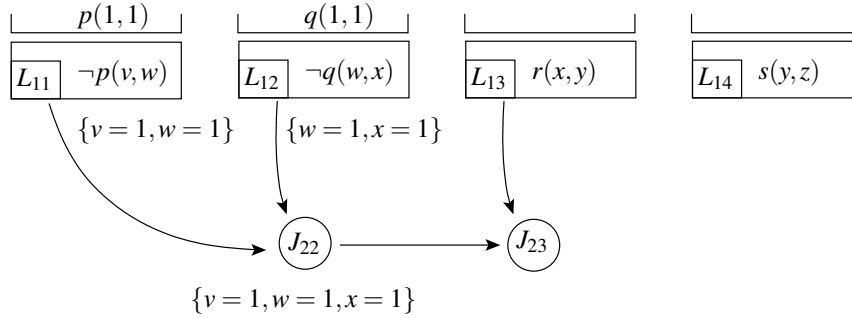 p(1,1) q(1,1)
L₁₁ ¬p(v,w) L₁₂ ¬q(w,x) L₁₃ r(x,y) L₁₄ s(y,z)
{v = 1, w = 1} {w = 1, x = 1}
J₂₂ J₂₃
{v = 1, w = 1, x = 1}